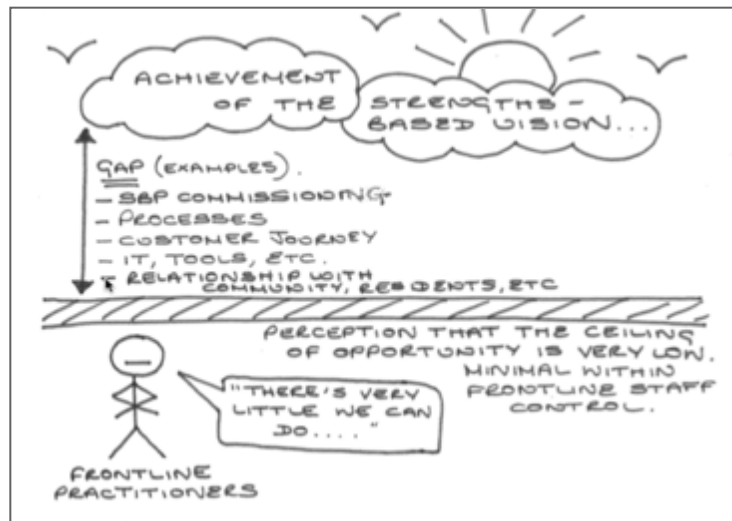 ACHIEVEMENT
OF THE STRENGTHS-
BASED VISION...
GAP (EXAMPLES).
- SBP COMMISSIONING
- PROCESSES
- CUSTOMER JOURNEY
- IT, TOOLS, ETC.
- RELATIONSHIP WITH
COMMUNITY, RESIDENTS, ETC
PERCEPTION THAT THE CEILING
OF OPPORTUNITY IS VERY LOW.
MINIMAL WITHIN
FRONTLINE STAFF
CONTROL.
"THERE'S VERY
LITTLE WE CAN
DO...."
FRONTLINE
PRACTITIONERS